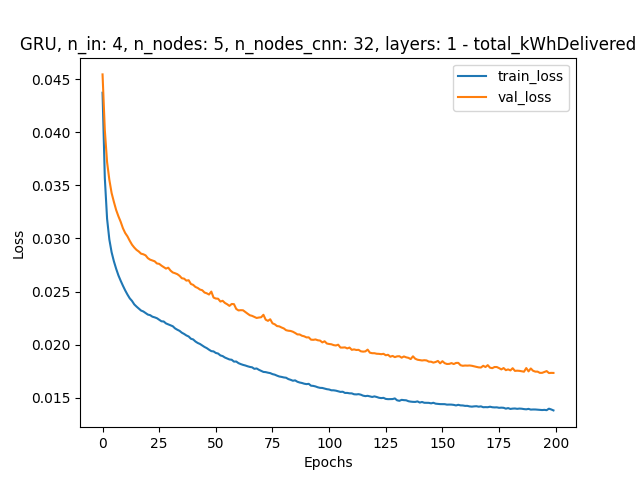 GRU, n_in: 4, n_nodes: 5, n_nodes_cnn: 32, layers: 1 - total_kWhDelivered
train_loss
val_loss
0.045
0.040
0.035
0.030
0.025
0.020
0.015
Loss
0 25 50 75 100 125 150 175 200
Epochs